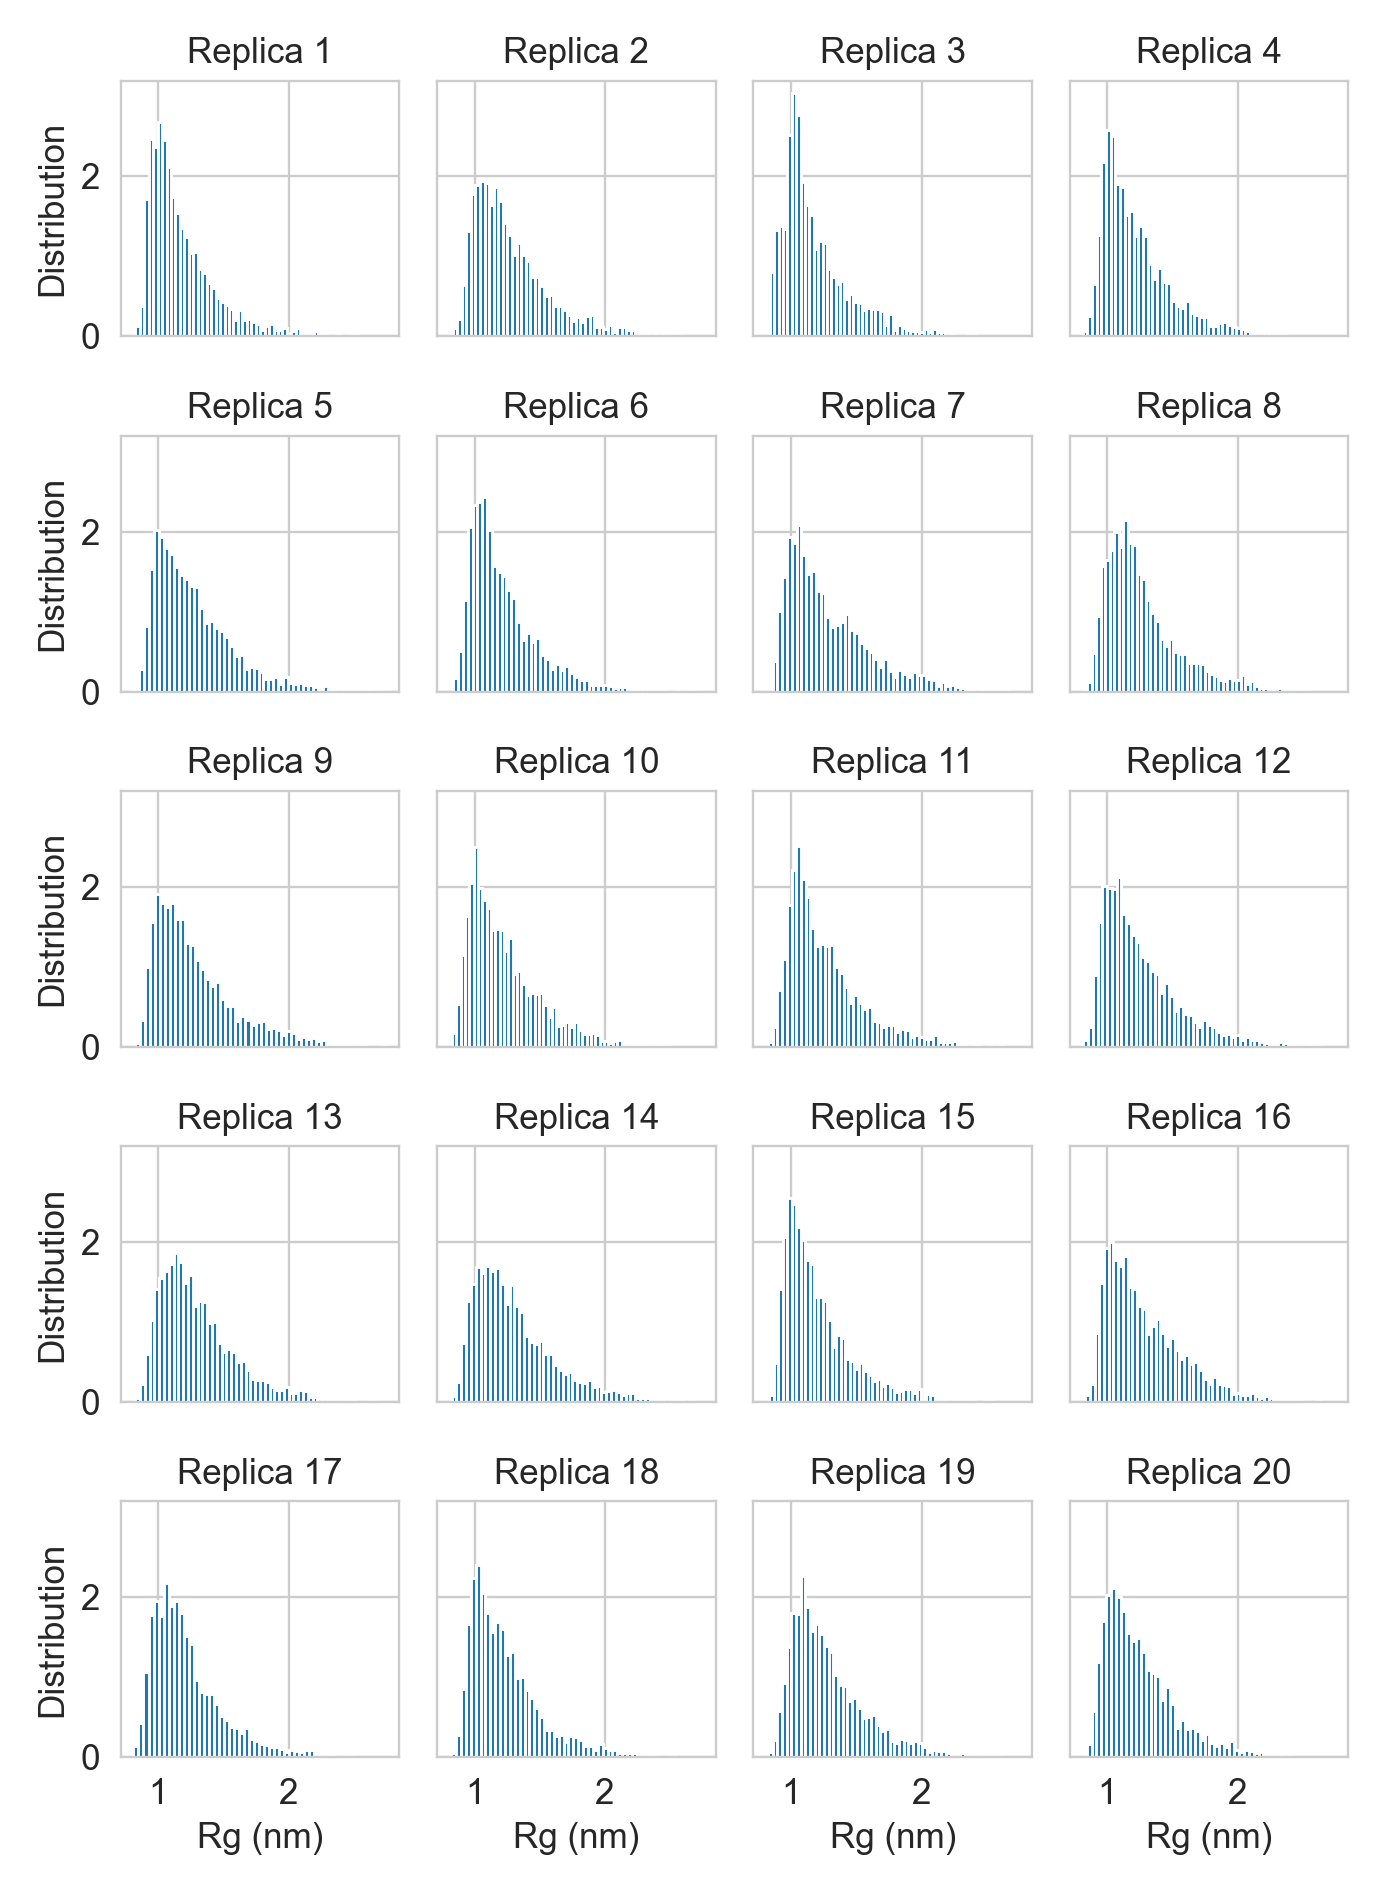 Replica 1
Replica 2
Replica 3
Replica 4
Distribution
2
0
Replica 5
Replica 6
Replica 7
Replica 8
Distribution
2
0
Replica 9
Replica 10
Replica 11
Replica 12
Distribution
2
0
Replica 13
Replica 14
Replica 15
Replica 16
Distribution
2
0
Replica 17
Replica 18
Replica 19
Replica 20
Distribution
2
0
1 2
1 2
1 2
1 2
Rg (nm)
Rg (nm)
Rg (nm)
Rg (nm)